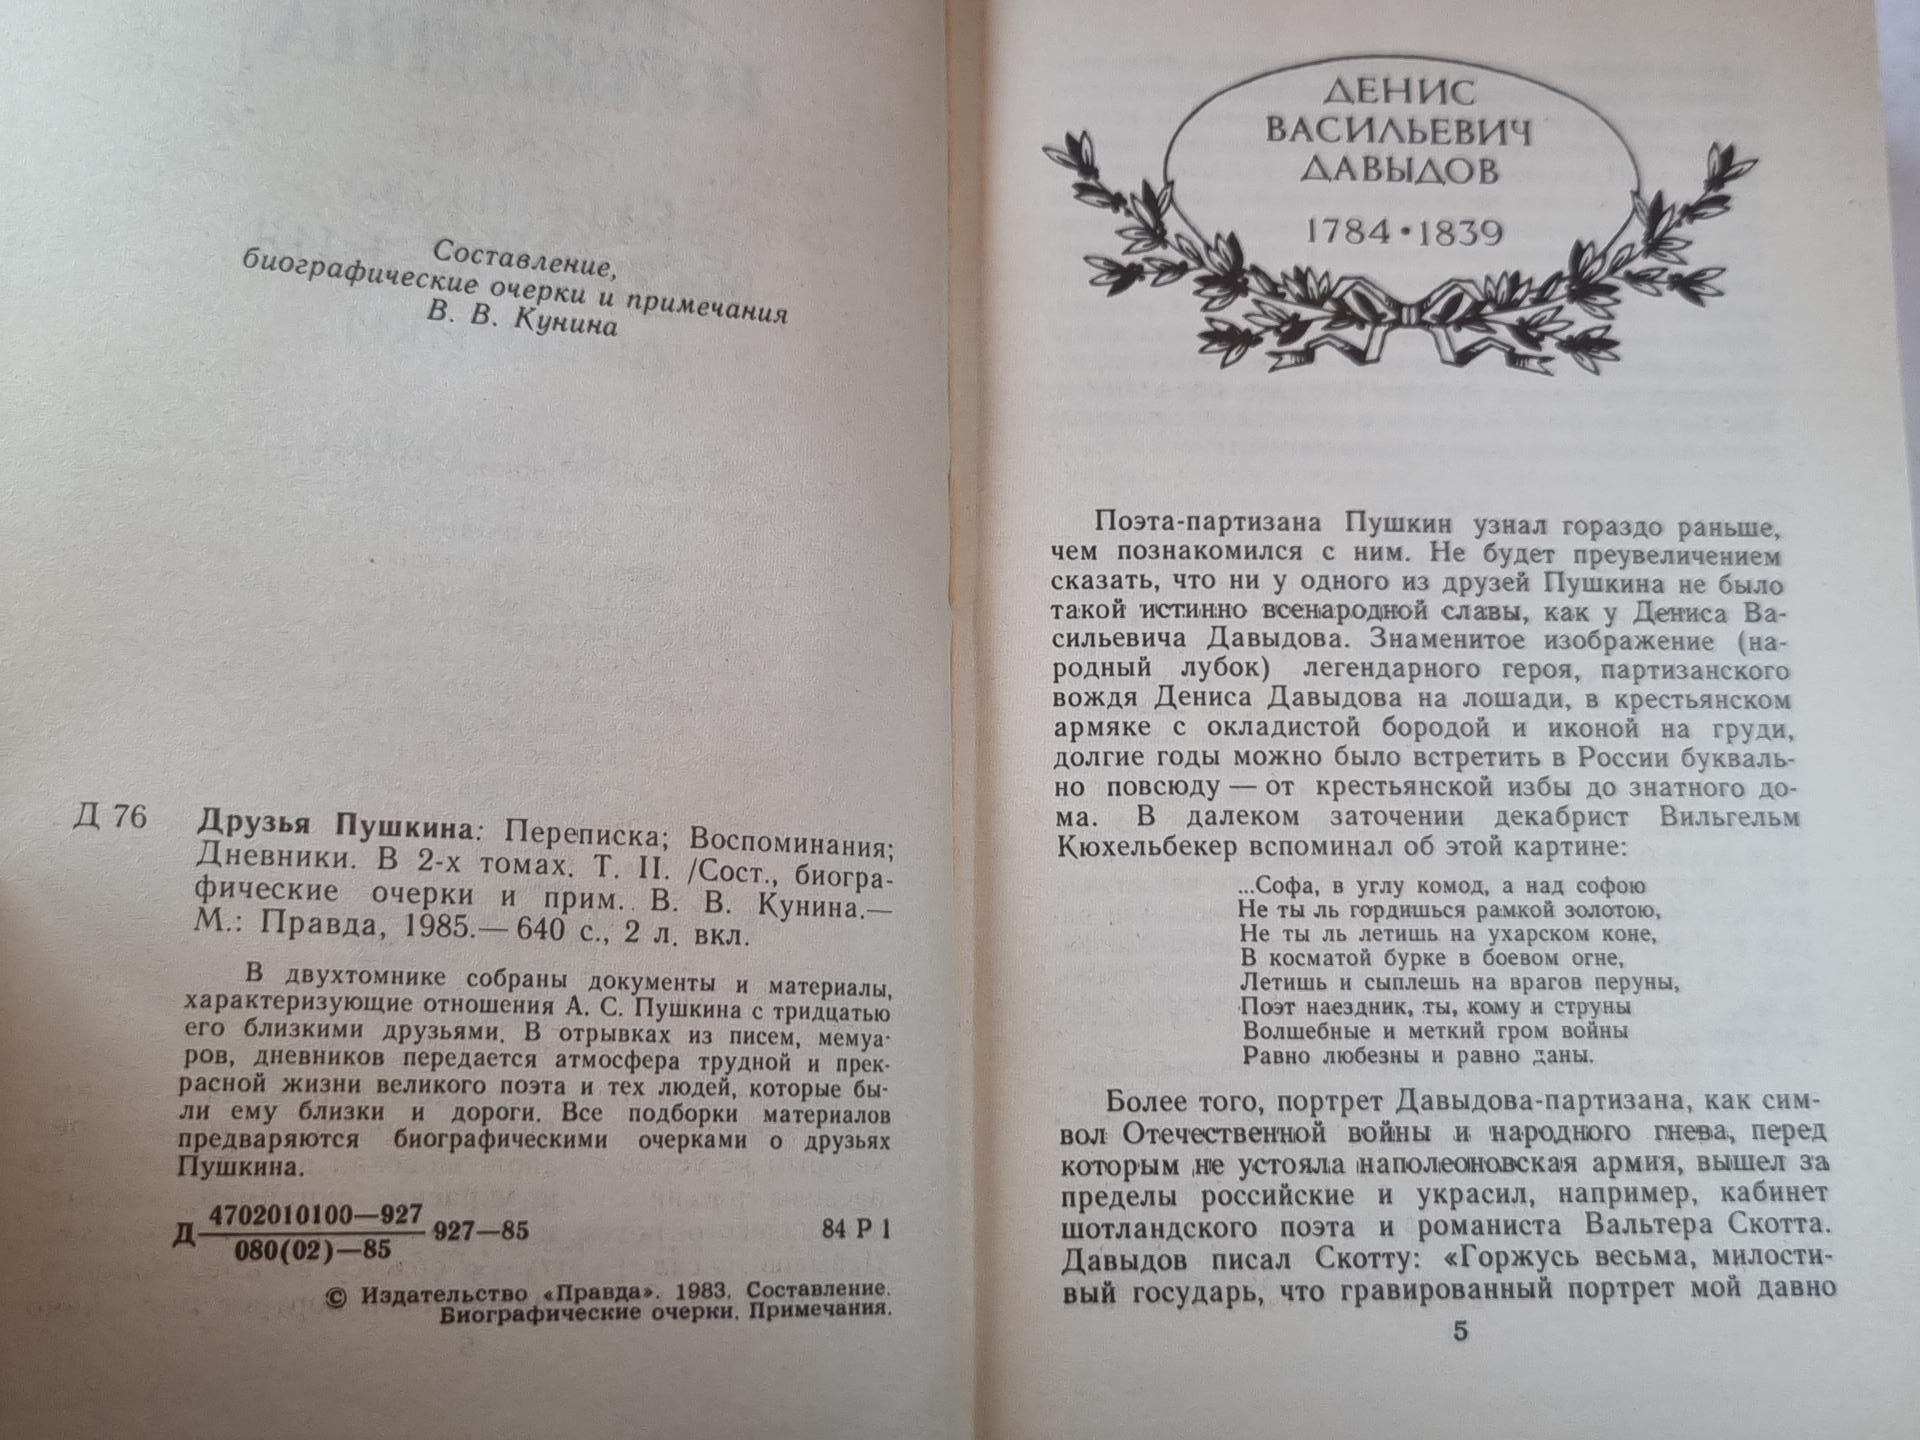 Составление,
биографические очерки и примечания
В. В. Кунина
Д 76
Друзья Пушкина: Переписка; Воспоминания;
Дневники. В 2-х томах. Т. II. /Сост., биогра-
фические очерки и прим. В. В. Кунина.—
М.: Правда, 1985.— 640 с., 2 л. вкл.
В двухтомнике собраны документы и материалы,
характеризующие отношения А. С. Пушкина с тридцатью
его близкими друзьями. В отрывках из писем, мемуа-
ров, дневников передается атмосфера трудной и прек-
расной жизни великого поэта и тех людей, которые бы-
ли ему близки и дороги. Все подборки материалов
предваряются биографическими очерками о друзьях
Пушкина.
Д 4702010100—927 927—85
080(02)—85
84 Р 1
© Издательство «Правда». 1983. Составление.
Биографические очерки. Примечания.
ДЕНИС
ВАСИЛЬЕВИЧ
ДАВЫДОВ
1784 • 1839
Поэта-партизана Пушкин узнал гораздо раньше,
чем познакомился с ним. Не будет преувеличением
сказать, что ни у одного из друзей Пушкина не было
такой истинно всенародной славы, как у Дениса Ва-
сильевича Давыдова. Знаменитое изображение (на-
родный лубок) легендарного героя, партизанского
вождя Дениса Давыдова на лошади, в крестьянском
армяке с окладистой бородой и иконой на груди,
долгие годы можно было встретить в России букваль-
но повсюду — от крестьянской избы до знатного до-
ма. В далеком заточении декабрист Вильгельм
Кюхельбекер вспоминал об этой картине:
...Софа, в углу комод, а над софою
Не ты ль гордишься рамкой золотою,
Не ты ль летишь на ухарском коне,
В косматой бурке в боевом огне,
Летишь и сыплешь на врагов перуны,
Поэт наездник, ты, кому и струны
Волшебные и меткий гром войны
Равно любезны и равно даны.
Более того, портрет Давыдова-партизана, как сим-
вол Отечественной войны и народного гнева, перед
которым не устояла наполеоновская армия, вышел за
пределы российские и украсил, например, кабинет
шотландского поэта и романиста Вальтера Скотта.
Давыдов писал Скотту: «Горжусь весьма, милости-
вый государь, что гравированный портрет мой давно
5